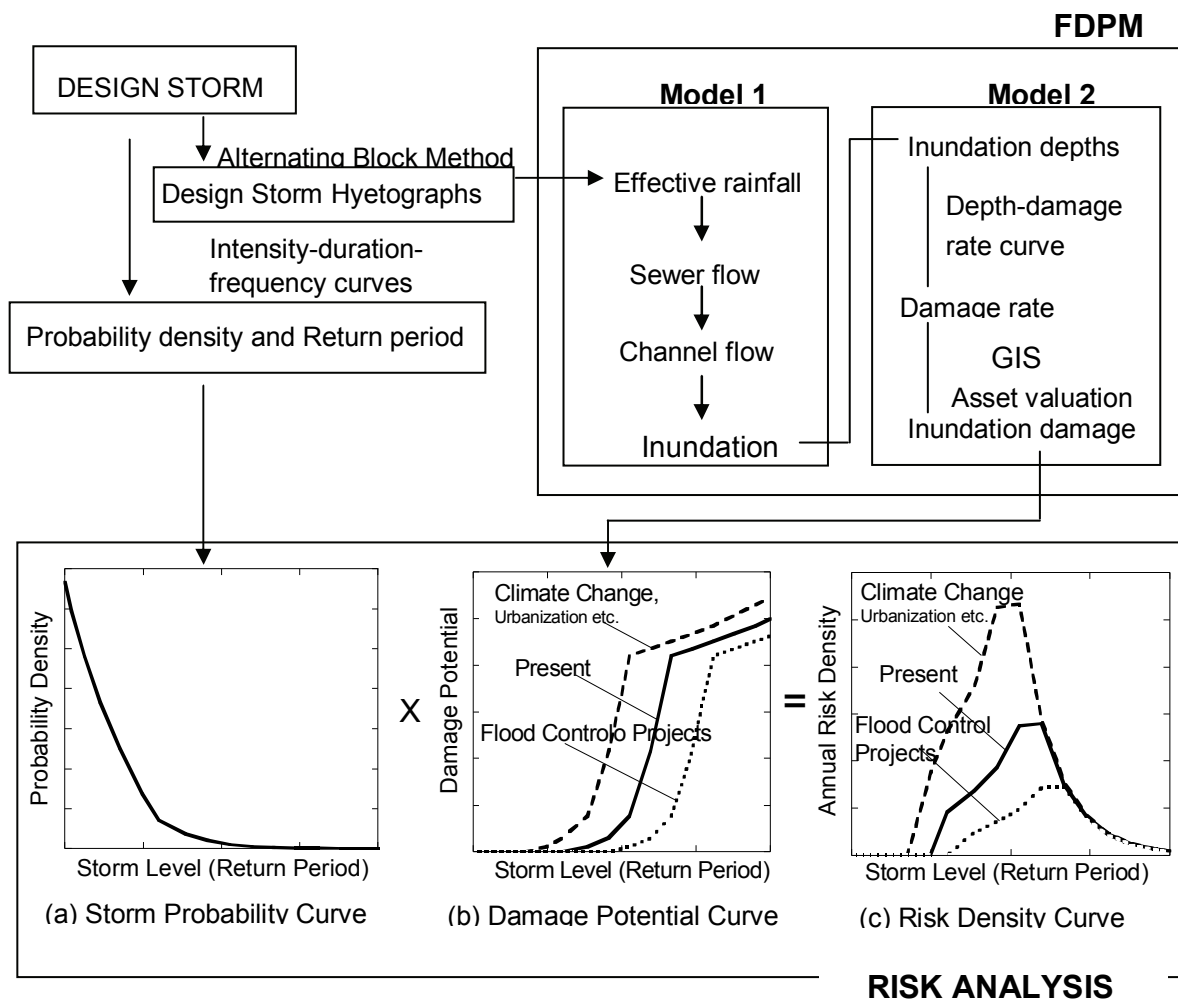 FDPM
DESIGN STORM
Alternating Block Method
Design Storm Hyetographs
Intensity-duration-
frequency curves
Probability density and Return period
Model 1
Effective rainfall
Sewer flow
Channel flow
Inundation
Model 2
Inundation depths
Depth-damage
rate curve
Damage rate
GIS
Asset valuation
Inundation damage
Probability Density
Storm Level (Return Period)
(a) Storm Probability Curve
X
Damage Potential
Climate Change,
Urbanization etc.
Present
Flood Controlo Projects
Storm Level (Return Period)
(b) Damage Potential Curve
=
Annual Risk Density
Climate Change
Urbanization etc.
Present
Flood Control
Projects
Storm Level (Return Period)
(c) Risk Density Curve
RISK ANALYSIS